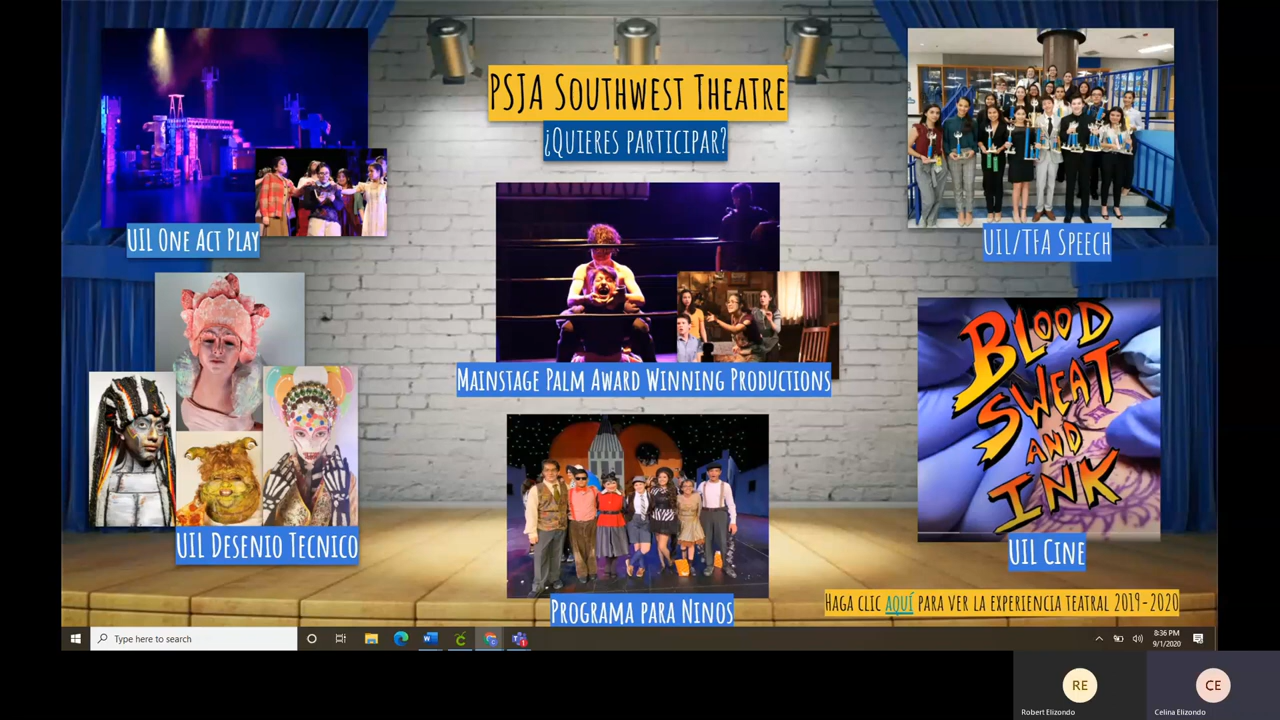 PSJA Southwest Theatre
¿Quieres participar?
UIL One Act Play
UIL/TFA Speech
Mainstage Palm Award Winning Productions
Blood
Sweat
and
Ink
UIL Desenio Tecnico
UIL Cine
Programa para Ninos
Haga clic aquí para ver la experiencia teatral 2019-2020
Type here to search
8:36 PM
9/1/2020
RE
CE
Robert Elizondo
Celina Elizondo